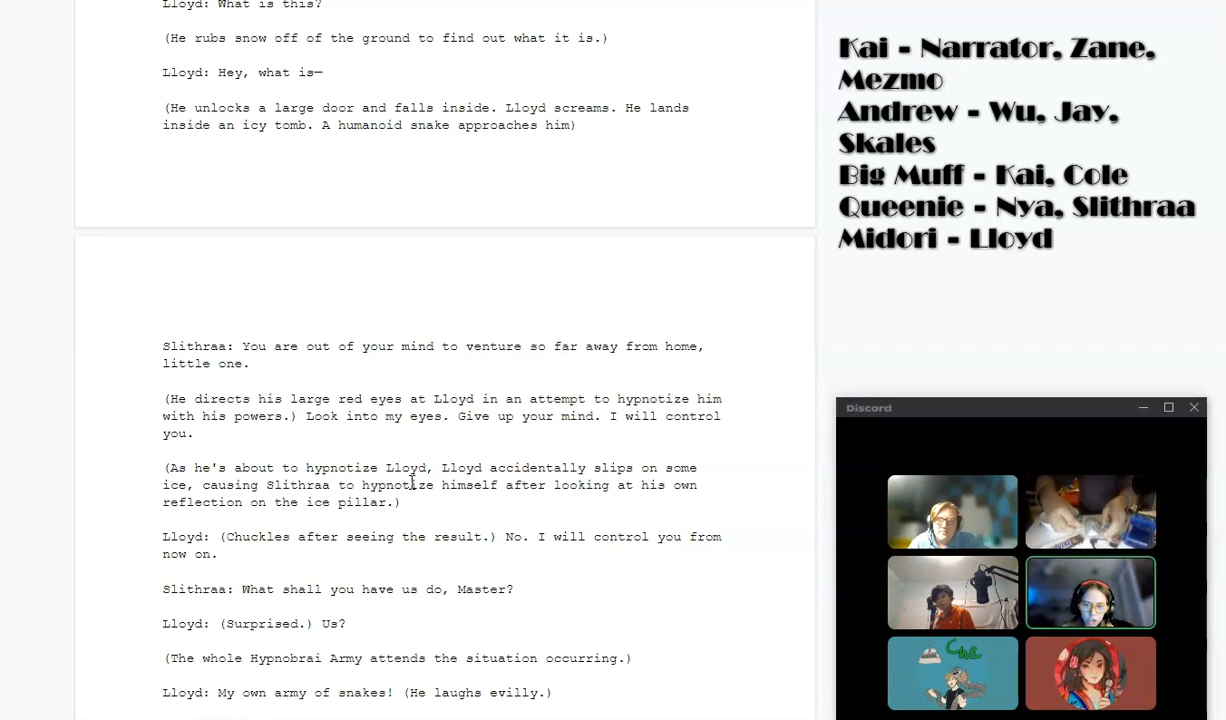 Lloyd: What is this?
(He rubs snow off of the ground to find out what it is.)
Lloyd: Hey, what is—
(He unlocks a large door and falls inside. Lloyd screams. He lands
inside an icy tomb. A humanoid snake approaches him)
Slithraa: You are out of your mind to venture so far away from home,
little one.
(He directs his large red eyes at Lloyd in an attempt to hypnotize him
with his powers.) Look into my eyes. Give up your mind. I will control
you.
(As he's about to hypnotize Lloyd, Lloyd accidentally slips on some
ice, causing Slithraa to hypnotize himself after looking at his own
reflection on the ice pillar.)
Lloyd: (Chuckles after seeing the result.) No. I will control you from
now on.
Slithraa: What shall you have us do, Master?
Lloyd: (Surprised.) Us?
(The whole Hypnobrai Army attends the situation occurring.)
Lloyd: My own army of snakes! (He laughs evilly.)
Kai - Narrator, Zane,
Mezmo
Andrew - Wu, Jay,
Skales
Big Muff - Kai, Cole
Queenie - Nya, Slithraa
Midori - Lloyd
Discord